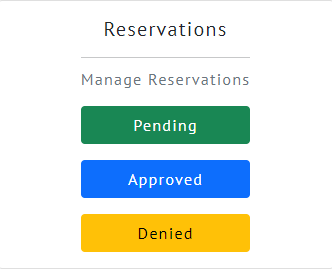 Reservations
Manage Reservations
Pending
Approved
Denied